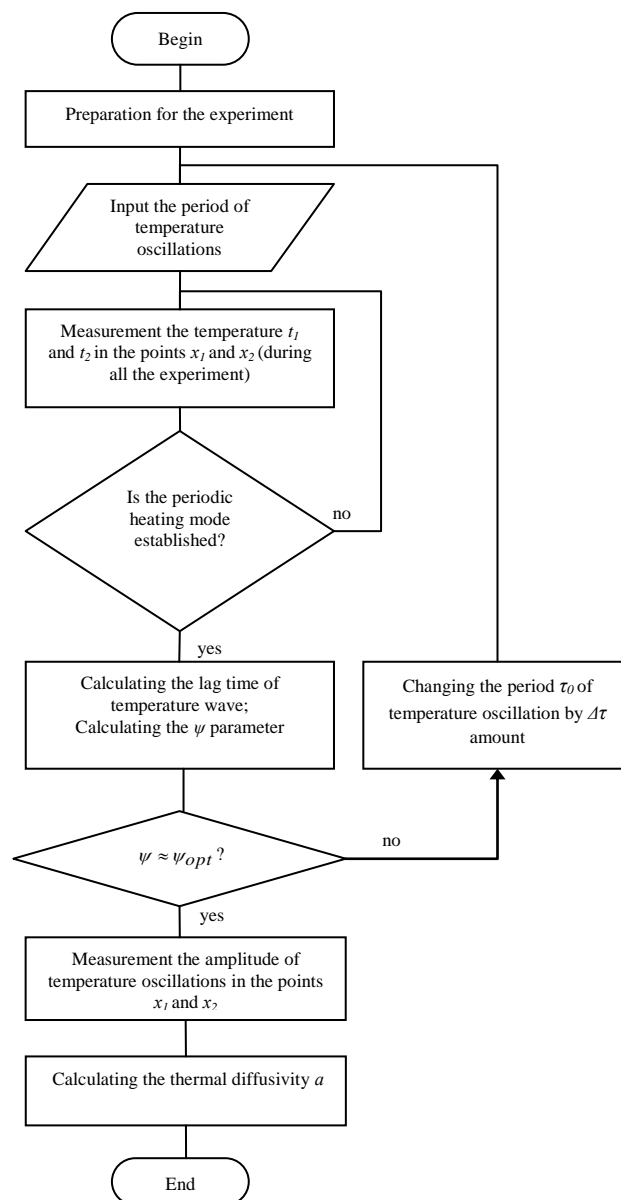 Begin
Preparation for the experiment
Input the period of
temperature
oscillations
Measurement the temperature t₁
and t₂ in the points x₁ and x₂ (during
all the experiment)
Is the periodic
heating mode
established?
no
yes
Calculating the lag time of
temperature wave;
Calculating the ψ parameter
Changing the period τ₀ of
temperature oscillation by Δτ
amount
ψ ≈ ψopt ?
no
yes
Measurement the amplitude of
temperature oscillations in the points
x₁ and x₂
Calculating the thermal diffusivity a
End